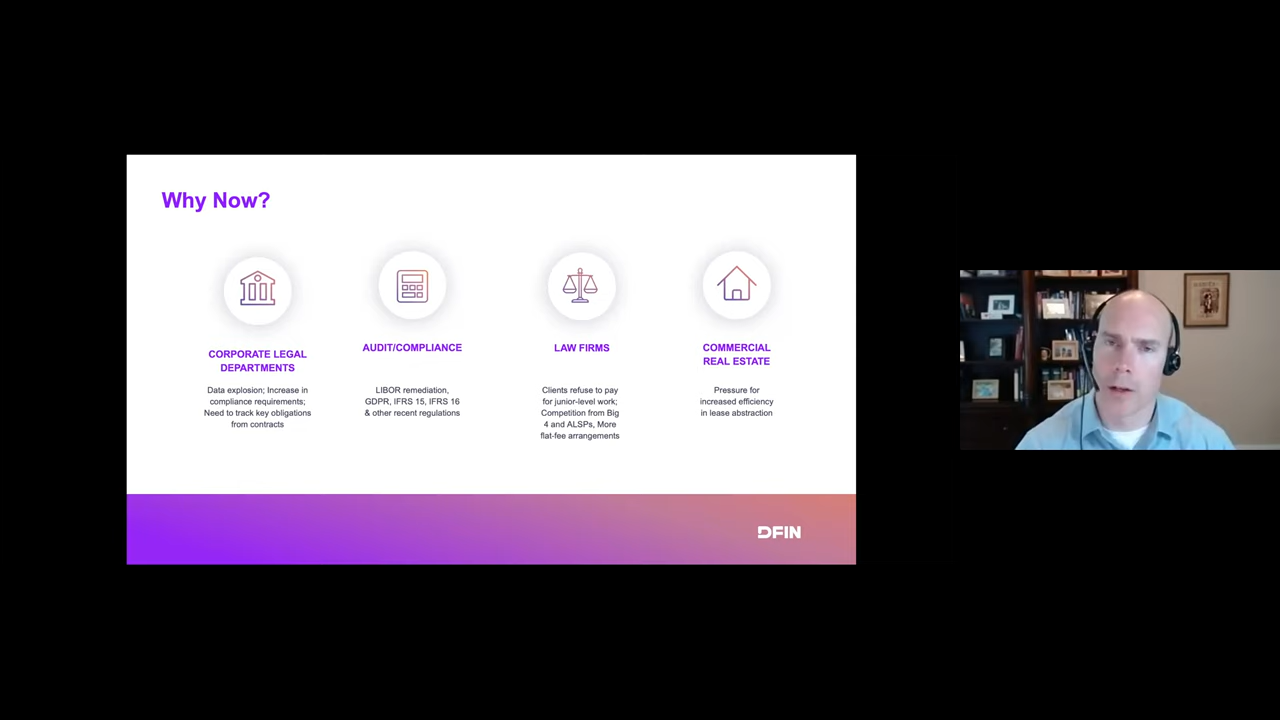 Why Now?
CORPORATE LEGAL
DEPARTMENTS
Data explosion; Increase in
compliance requirements;
Need to track key obligations
from contracts
AUDIT/COMPLIANCE
LIBOR remediation,
GDPR, IFRS 15, IFRS 16
& other recent regulations
LAW FIRMS
Clients refuse to pay
for junior-level work;
Competition from Big
4 and ALSPs, More
flat-fee arrangements
COMMERCIAL
REAL ESTATE
Pressure for
increased efficiency
in lease abstraction
DFIN